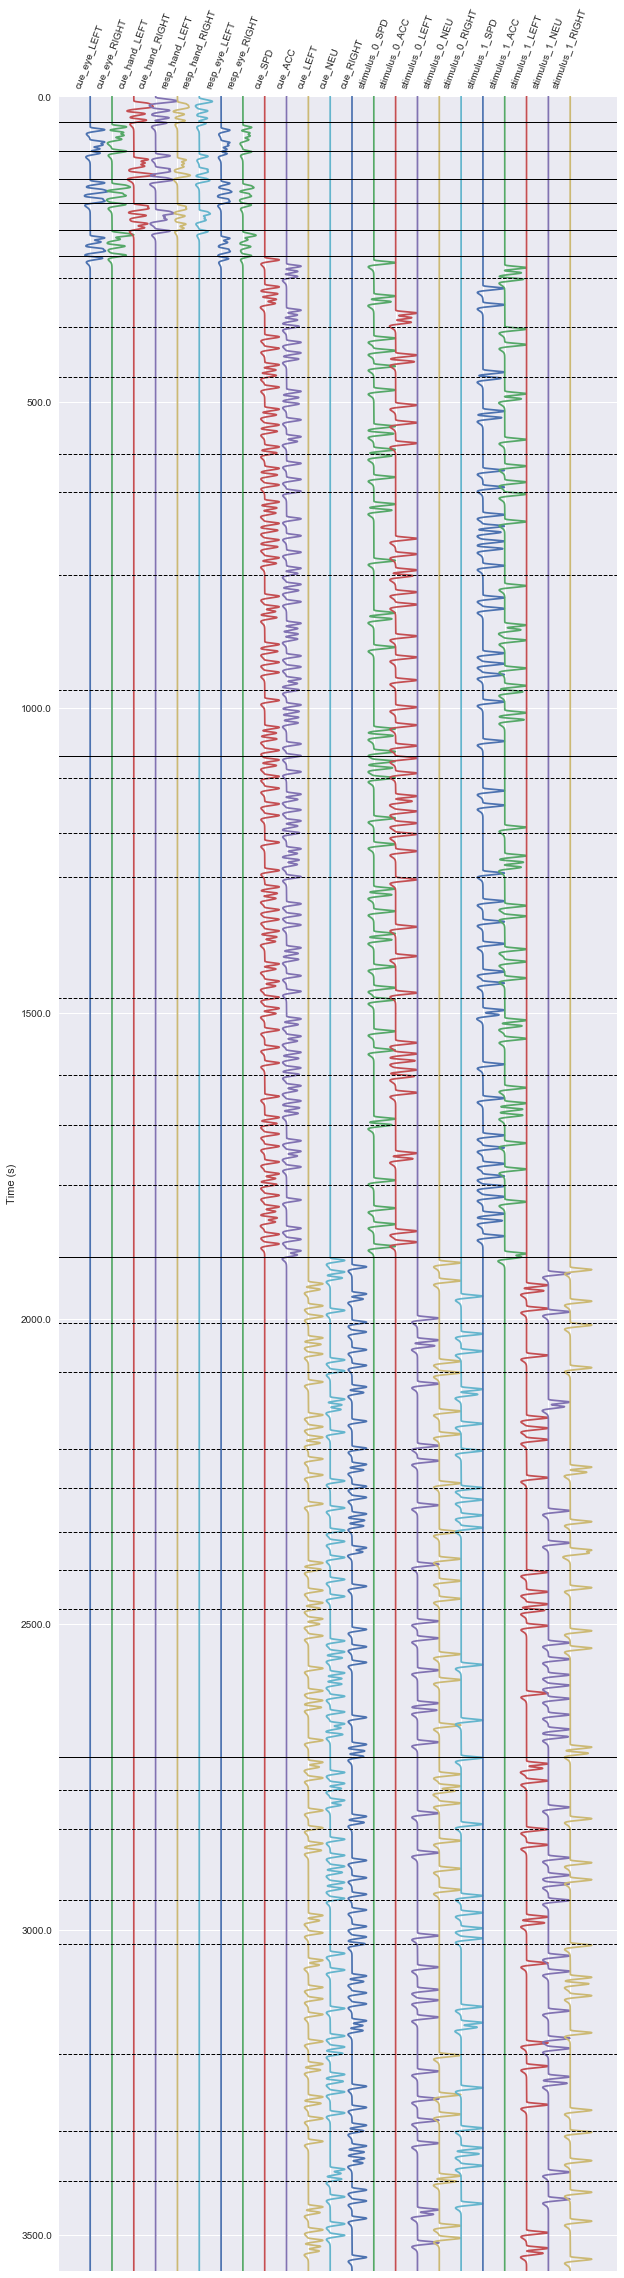 cue_eye_LEFT
cue_eye_RIGHT
cue_hand_LEFT
cue_hand_RIGHT
resp_hand_LEFT
resp_hand_RIGHT
resp_eye_LEFT
resp_eye_RIGHT
cue_SPD
cue_ACC
cue_LEFT
cue_NEU
cue_RIGHT
stimulus_0_SPD
stimulus_0_ACC
stimulus_0_LEFT
stimulus_0_NEU
stimulus_0_RIGHT
stimulus_1_SPD
stimulus_1_ACC
stimulus_1_LEFT
stimulus_1_NEU
stimulus_1_RIGHT
0.0
500.0
1000.0
1500.0
Time (s)
2000.0
2500.0
3000.0
3500.0